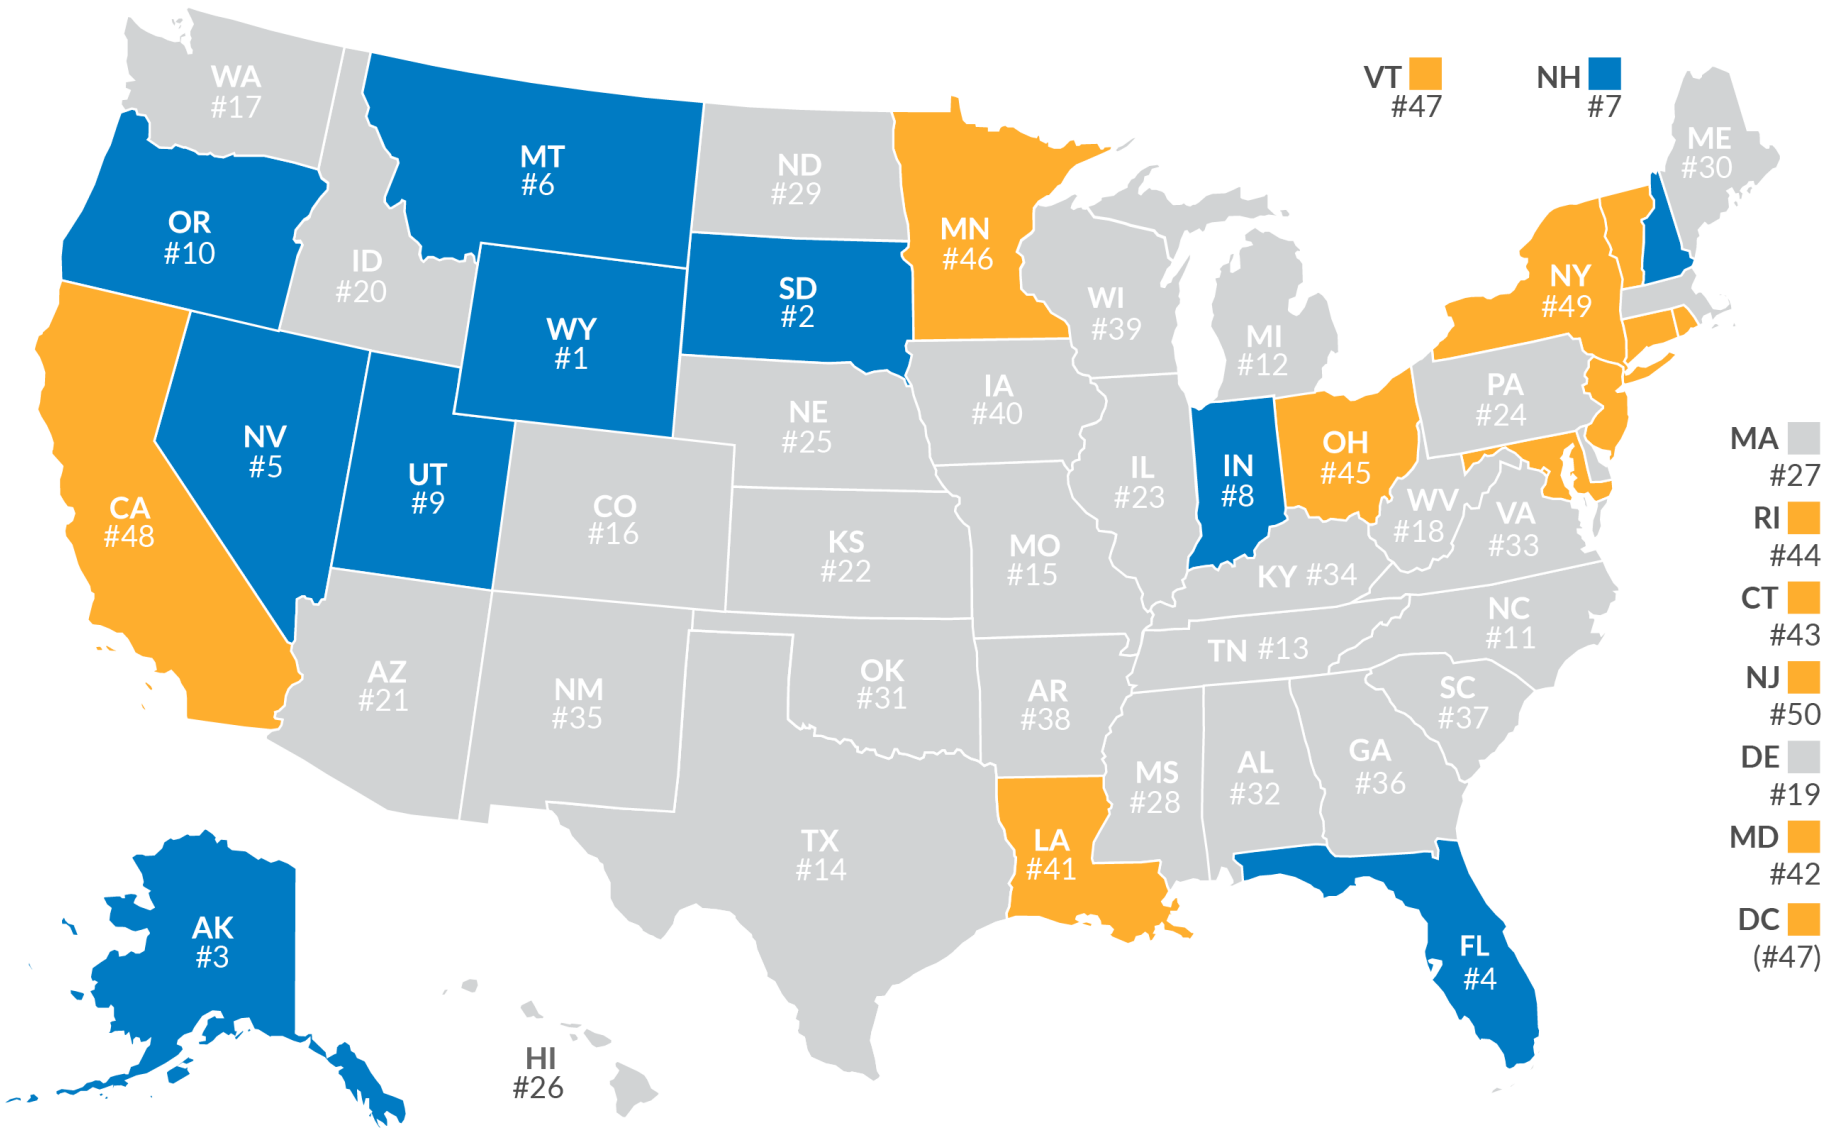 WA
#17
VT
#47
NH
#7
MT
#6
ND
#29
ME
#30
OR
#10
ID
#20
SD
#2
MN
#46
WI
#39
NY
#49
WY
#1
MI
#12
NV
#5
UT
#9
NE
#25
IA
#40
PA
#24
OH
#45
IN
#8
IL
#23
CA
#48
CO
#16
KS
#22
MO
#15
WV
#18
VA
#33
KY #34
NC
#11
TN #13
AZ
#21
NM
#35
OK
#31
AR
#38
SC
#37
MS
#28
AL
#32
GA
#36
TX
#14
LA
#41
FL
#4
AK
#3
HI
#26
MA
#27
RI
#44
CT
#43
NJ
#50
DE
#19
MD
#42
DC
(#47)